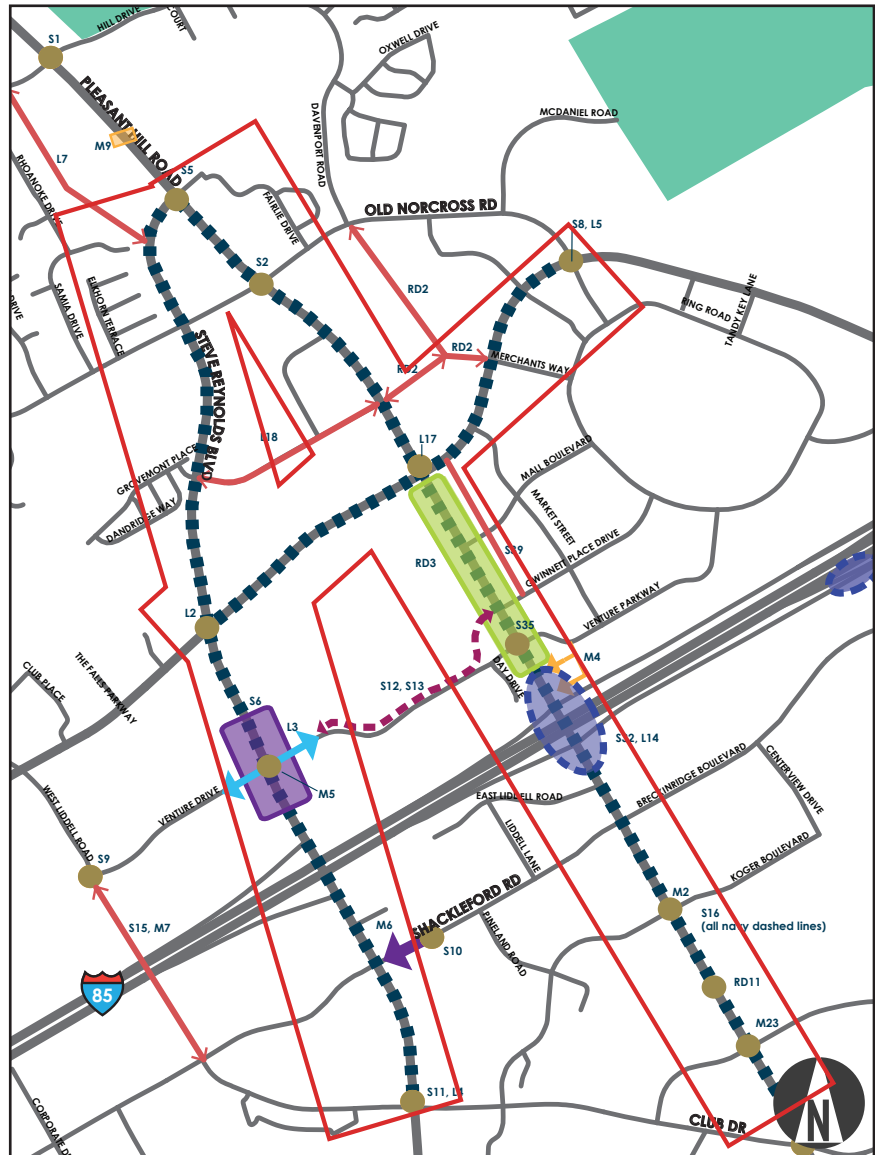 HILL DRIVE
COURT
S1
OXWELL DRIVE
PLEASANT HILL ROAD
M9
DAVENPORT ROAD
MCDANIEL ROAD
L7
RHOANOKE DRIVE
S5
FAIRLIE DRIVE
OLD NORCROSS RD
S8, L5
S2
RD2
DRIVE
SAMIA DRIVE
ELKHORN TERRACE
RING ROAD
TANDY KEY LANE
STEVE REYNOLDS BLVD
RD2
RD2
MERCHANTS WAY
L18
L17
GROVEMONT PLACE
DANDRIDGE WAY
MALL BOULEVARD
MARKET STREET
S39
RD3
GWINNETT PLACE DRIVE
VENTURE PARKWAY
L2
S35
M4
DAY DRIVE
CLUB PLACE
THE FALLS PARKWAY
S12, S13
S6
L3
S32, L14
M5
VENTURE DRIVE
WEST LIDDELL ROAD
EAST LIDDELL ROAD
BRECKINRIDGE BOULEVARD
CENTERVIEW DRIVE
LIDDELL LANE
KOGER BOULEVARD
S9
SHACKLEFORD RD
M2
S16
(all navy dashed lines)
S15, M7
M6
S10
PINELAND ROAD
85
RD11
M23
S11, L4
CORPORATE
CLUB DR
N